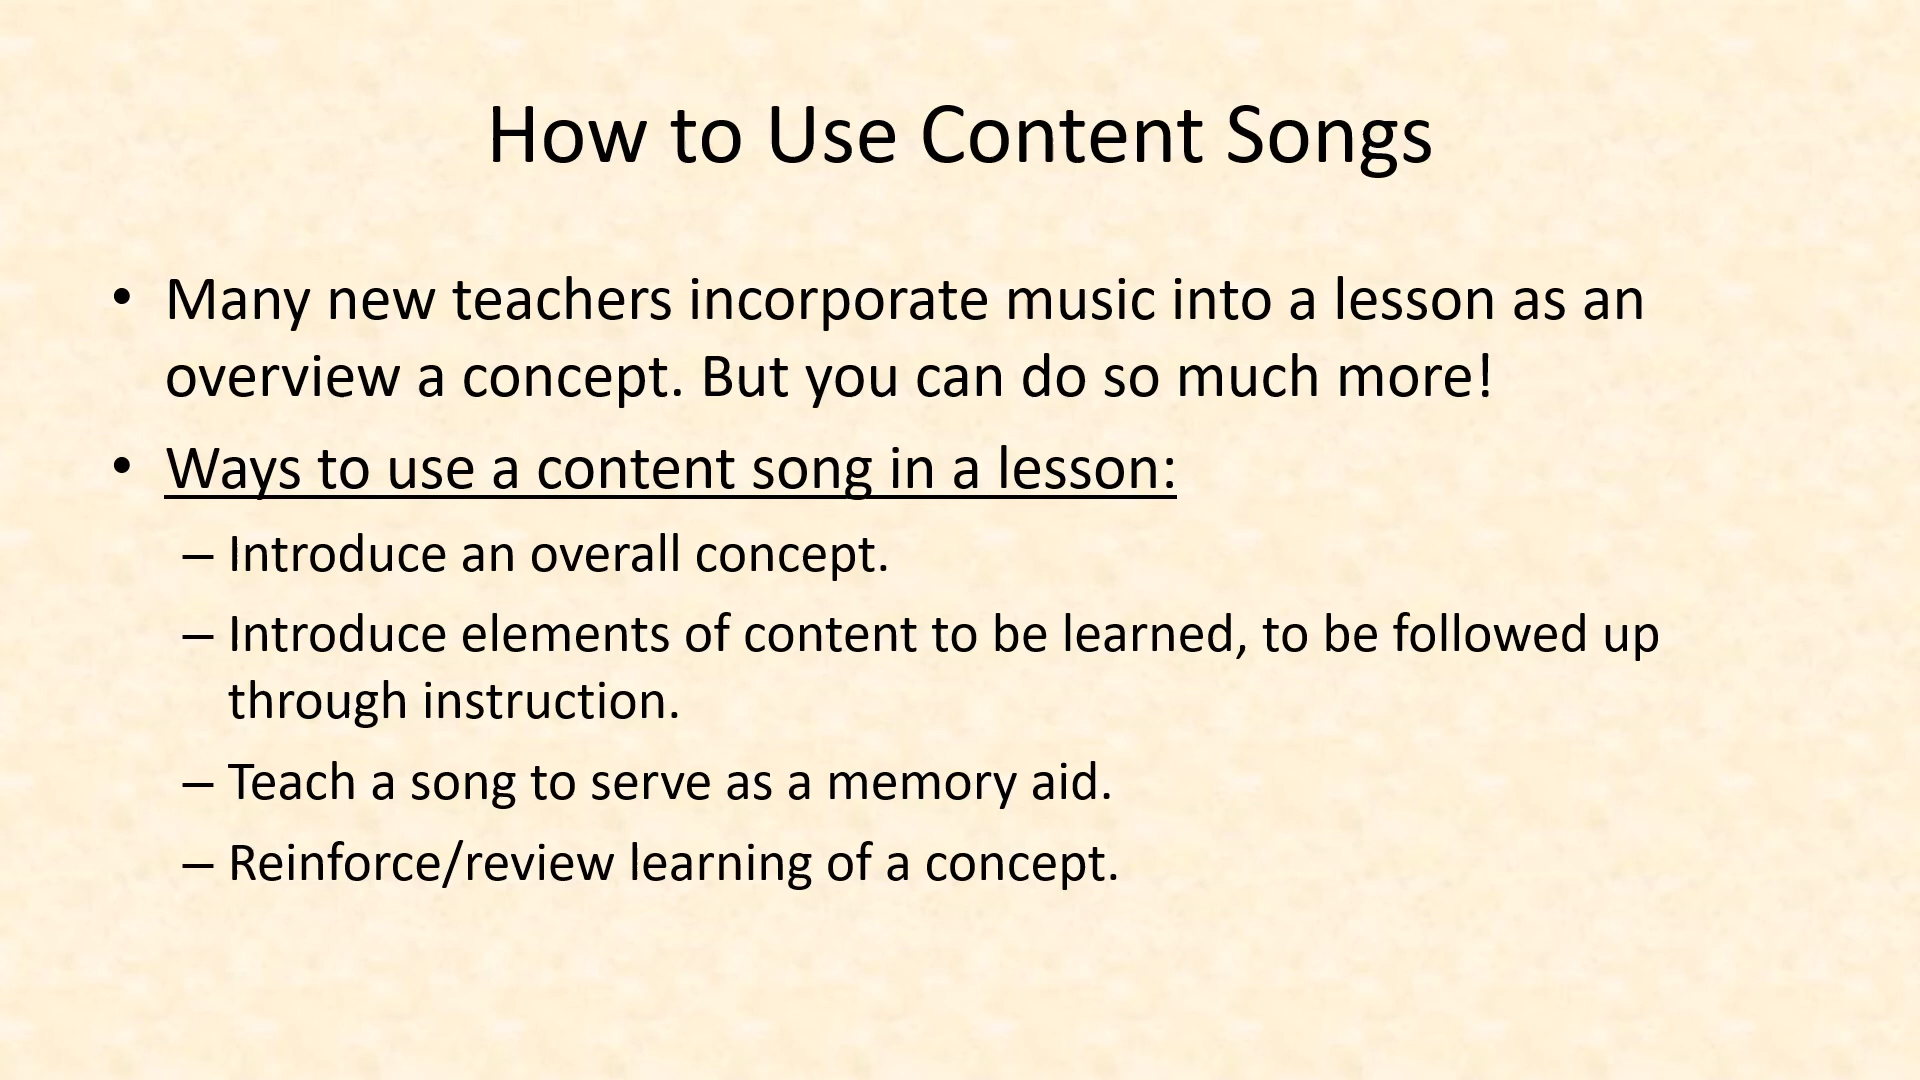 How to Use Content Songs
• Many new teachers incorporate music into a lesson as an
overview a concept. But you can do so much more!
• Ways to use a content song in a lesson:
– Introduce an overall concept.
– Introduce elements of content to be learned, to be followed up
through instruction.
– Teach a song to serve as a memory aid.
– Reinforce/review learning of a concept.